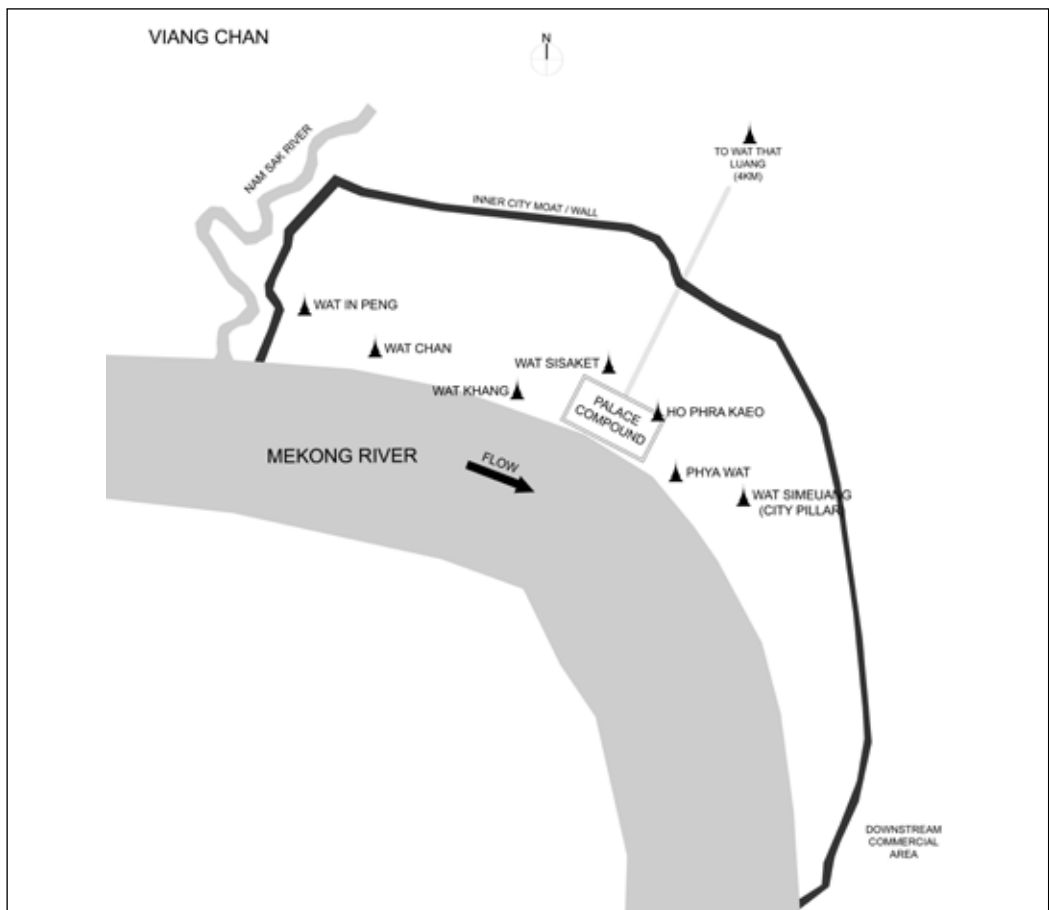 VIANG CHAN
N
NAM SAK RIVER
TO WAT THAT
LUANG
(4KM)
INNER CITY MOAT / WALL
WAT IN PENG
WAT CHAN
WAT SISAKET
WAT KHANG
PALACE
COMPOUND
HO PHRA KAEO
MEKONG RIVER
FLOW
PHYA WAT
WAT SIMEUANG
(CITY PILLAR)
DOWNSTREAM
COMMERCIAL
AREA